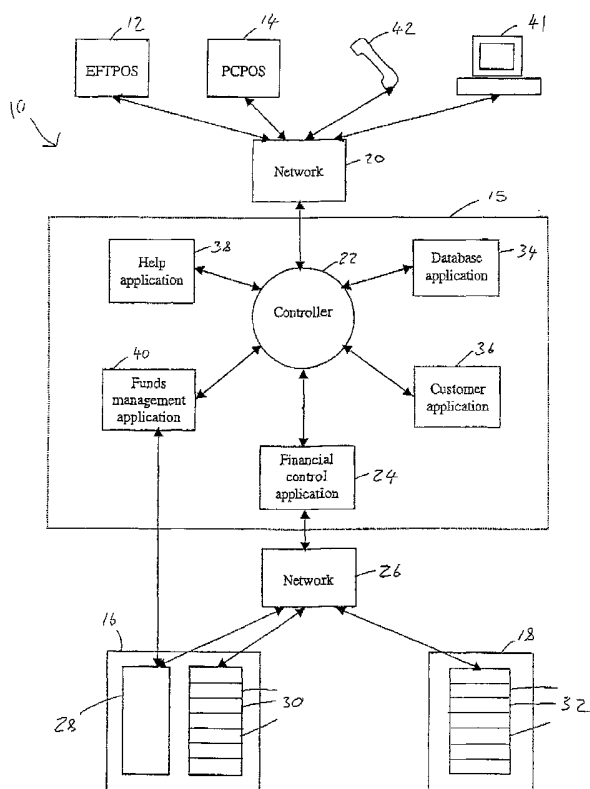 12
14
42
41
EFTPOS
PCPOS
10
Network
20
15
38
22
34
Help
application
Database
application
Controller
40
36
Funds
management
application
Customer
application
Financial
control
application
24
Network
26
16
18
28
30
32